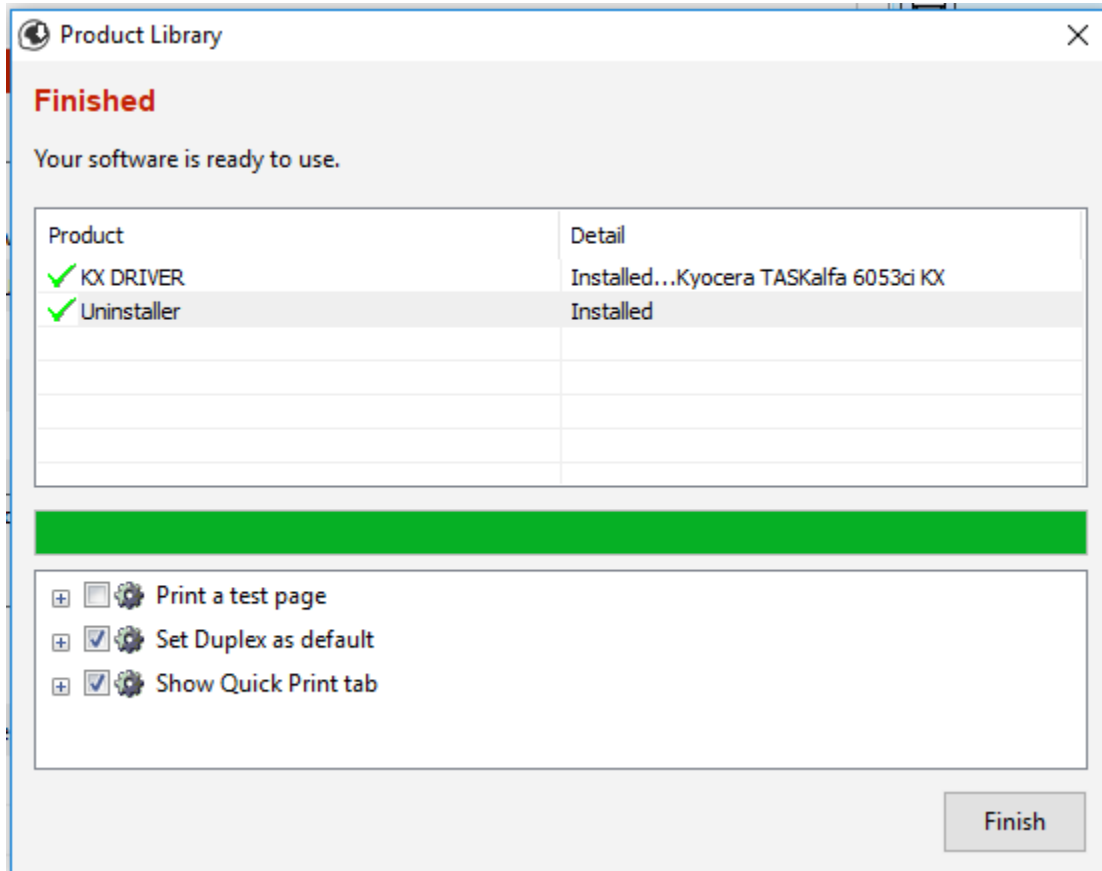 Product Library
Finished
Your software is ready to use.
Product Detail
KX DRIVER Installed...Kyocera TASKalfa 6053ci KX
Uninstaller Installed
Print a test page
Set Duplex as default
Show Quick Print tab
Finish